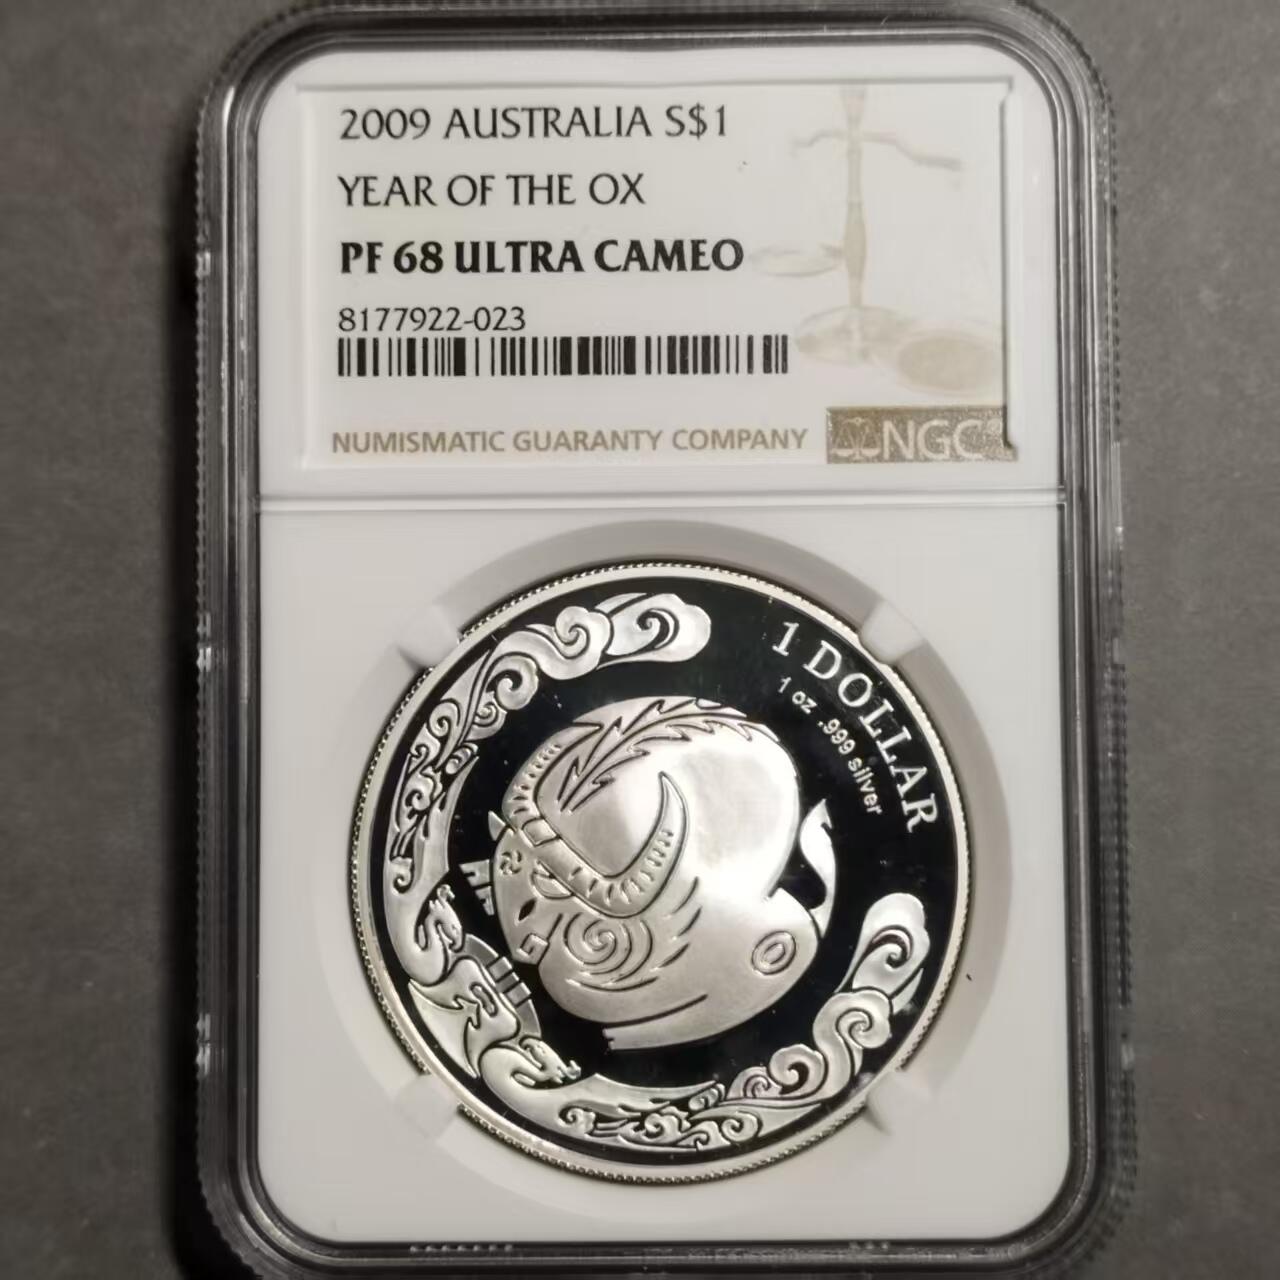 2009 AUSTRALIA S$1
YEAR OF THE OX
PF 68 ULTRA CAMEO
8177922-023
NUMISMATIC GUARANTY COMPANY
NGC
1 DOLLAR
1 oz .999 silver